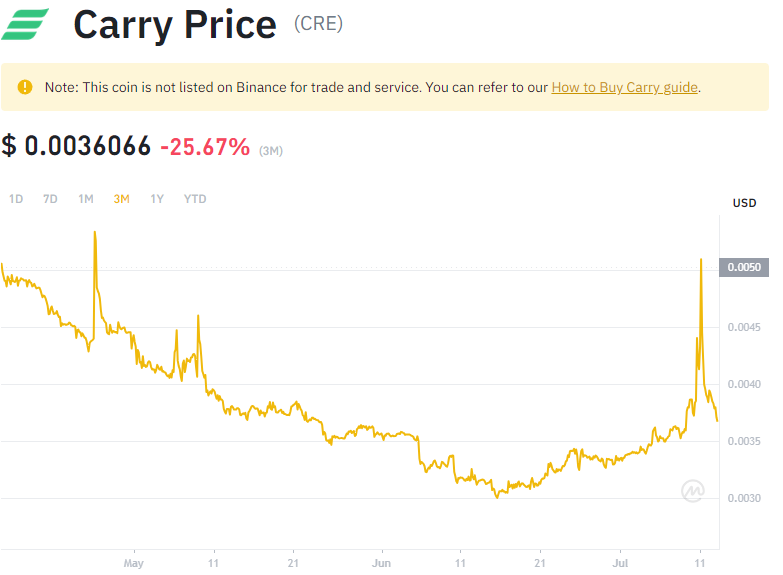 Carry Price (CRE)
Note: This coin is not listed on Binance for trade and service. You can refer to our How to Buy Carry guide.
$ 0.0036066 -25.67% (3M)
1D 7D 1M 3M 1Y YTD
USD
0.0050
0.0045
0.0040
0.0035
0.0030
May 11 21 Jun 11 21 Jul 11